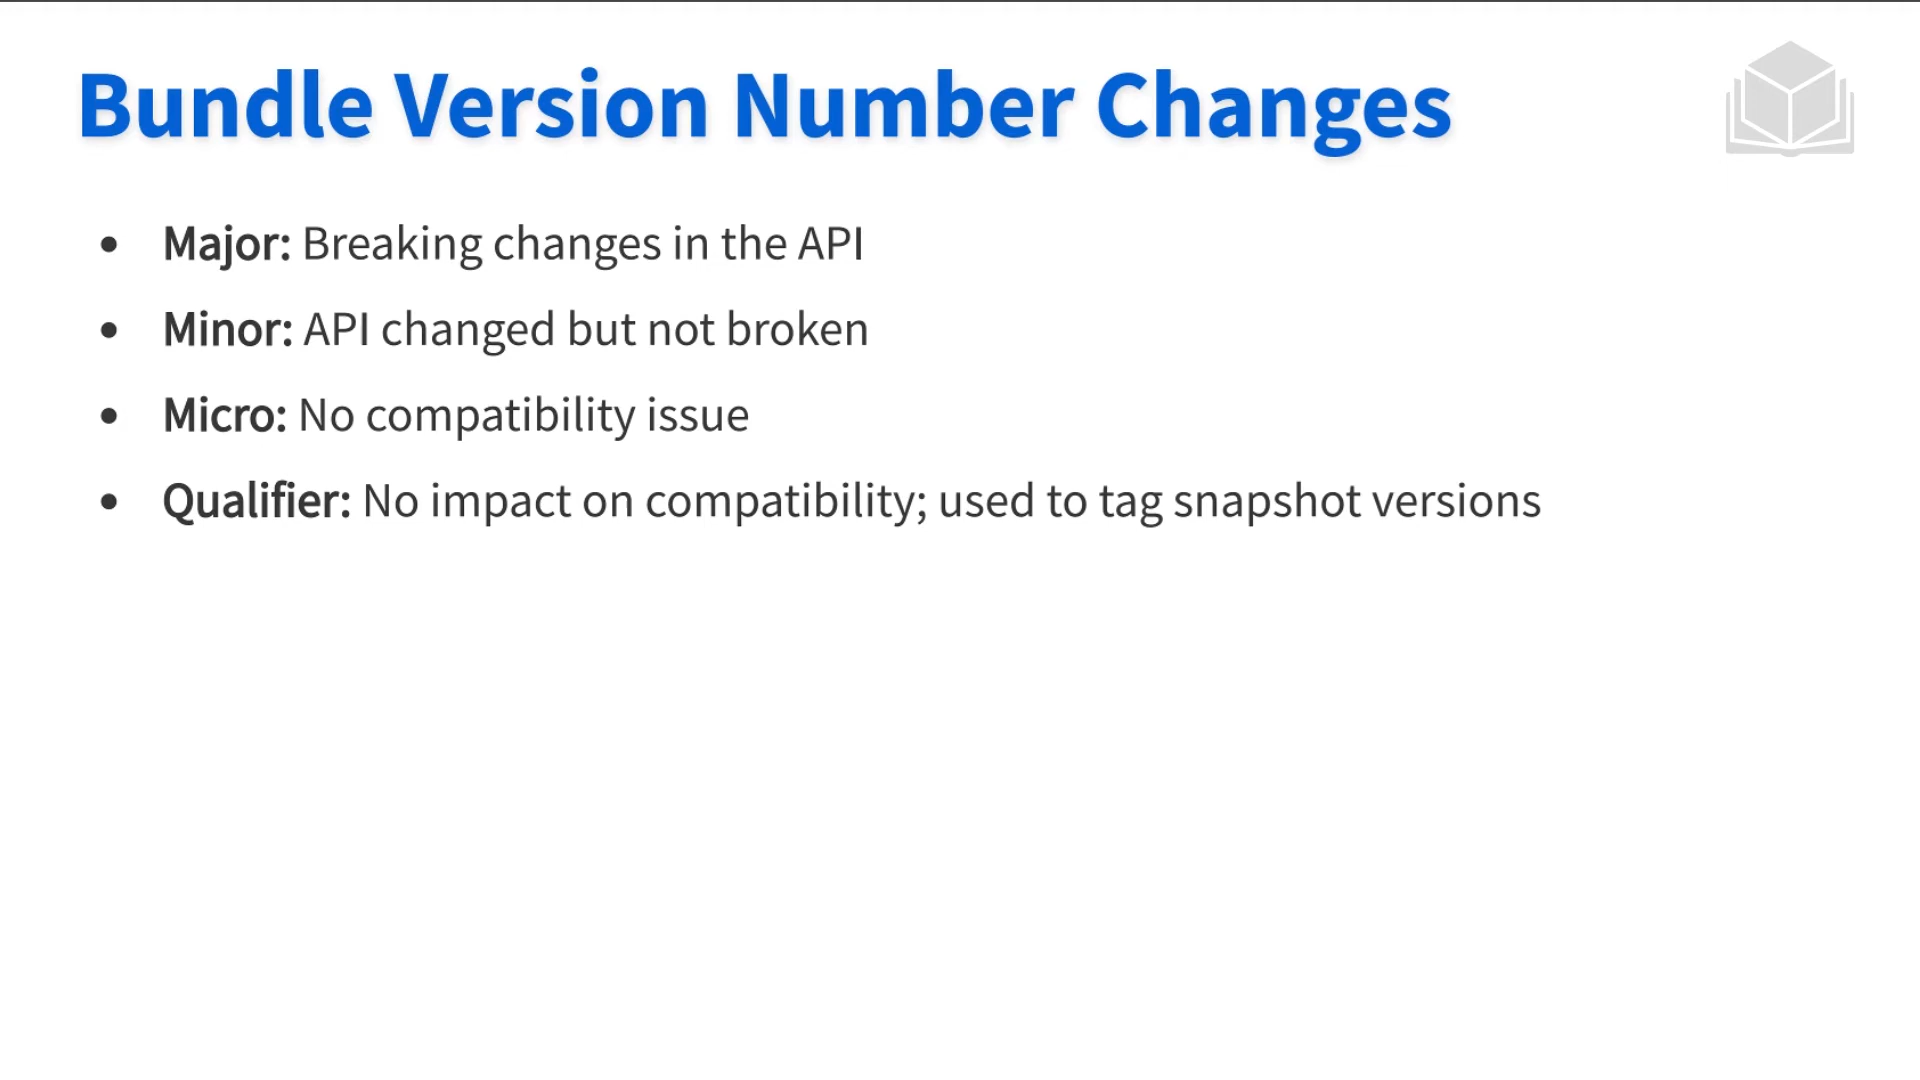 Bundle Version Number Changes
• Major: Breaking changes in the API
• Minor: API changed but not broken
• Micro: No compatibility issue
• Qualifier: No impact on compatibility; used to tag snapshot versions